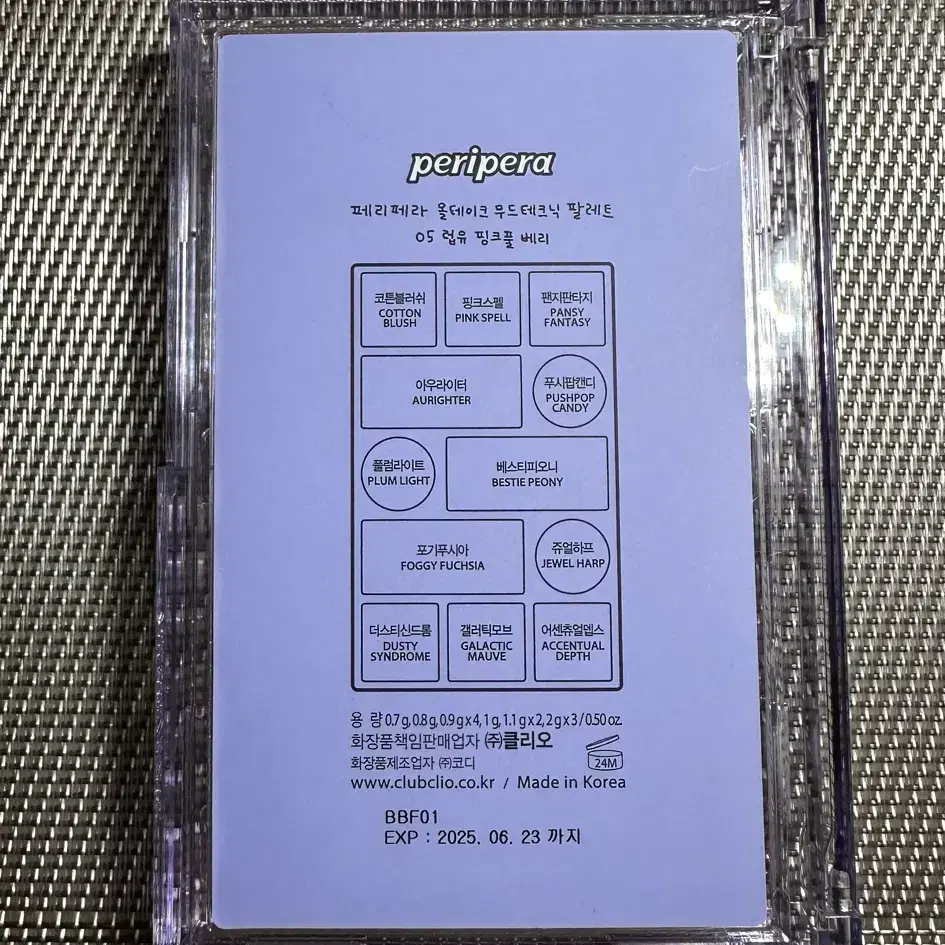 peripera
페리페라 올테이크 무드테크닉 팔레트
05 럽유 핑크풀 베리
코튼블러쉬
COTTON
BLUSH
핑크스펠
PINK SPELL
팬지판타지
PANSY
FANTASY
아우라이터
AURIGHTER
푸시팝캔디
PUSHPOP
CANDY
플럼라이트
PLUM LIGHT
베스티피오니
BESTIE PEONY
포기푸시아
FOGGY FUCHSIA
쥬얼하프
JEWEL HARP
더스티신드롬
DUSTY
SYNDROME
갤러틱모브
GALACTIC
MAUVE
어센츄얼뎁스
ACCENTUAL
DEPTH
용 량 0.7g, 0.8g, 0.9g x 4, 1 g, 1.1 g x 2, 2 g x 3 / 0.50 oz.
화장품책임판매업자 ㈜클리오
화장품제조업자 ㈜코디
24M
www.clubclio.co.kr / Made in Korea
BBF01
EXP : 2025. 06. 23 까지